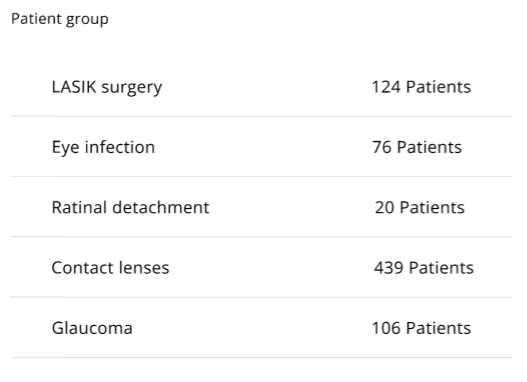 Patient group
LASIK surgery 124 Patients
Eye infection 76 Patients
Ratinal detachment 20 Patients
Contact lenses 439 Patients
Glaucoma 106 Patients